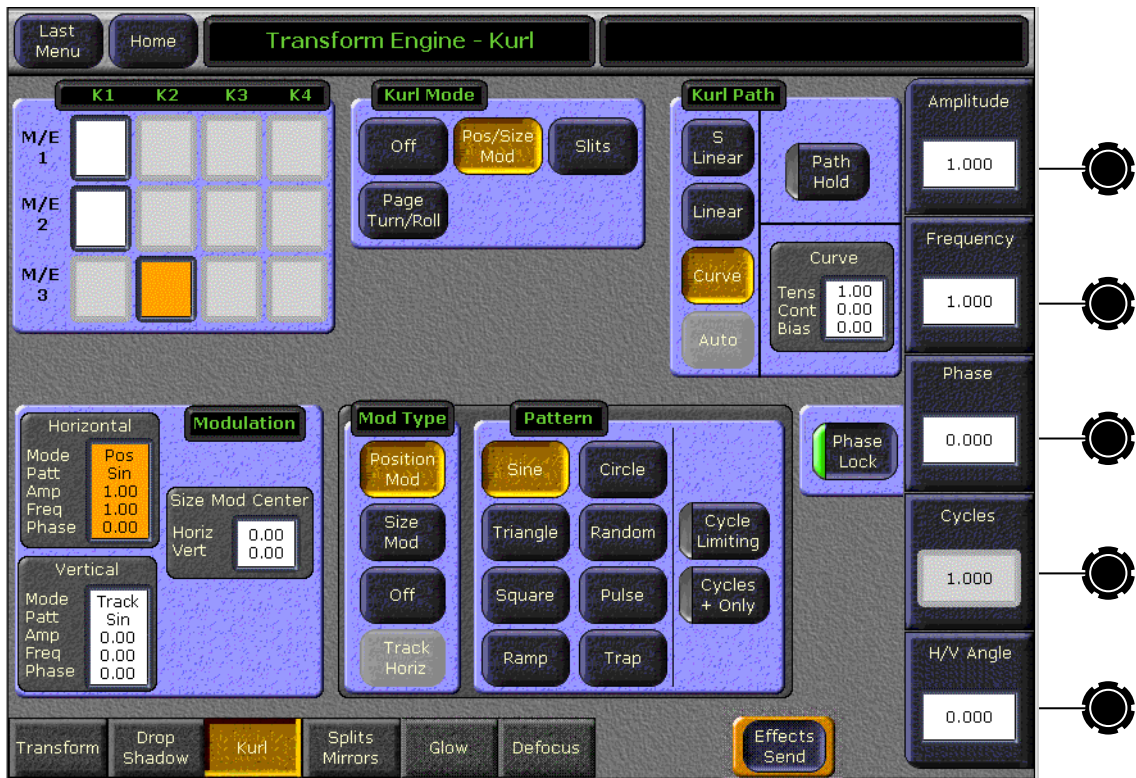 Last
Menu
Home
Transform Engine - Kurl
K1 K2 K3 K4
M/E
1
M/E
2
M/E
3
Kurl Mode
Off
Pos/Size
Mod
Slits
Page
Turn/Roll
Kurl Path
S
Linear
Linear
Curve
Auto
Path
Hold
Curve
Tens 1.00
Cont 0.00
Bias 0.00
Amplitude
1.000
Frequency
1.000
Phase
0.000
Cycles
1.000
H/V Angle
0.000
Modulation
Horizontal
Mode Pos
Patt Sin
Amp 1.00
Freq 1.00
Phase 0.00
Size Mod Center
Horiz 0.00
Vert 0.00
Vertical
Mode Track
Patt Sin
Amp 0.00
Freq 0.00
Phase 0.00
Mod Type
Position
Mod
Size
Mod
Off
Track
Horiz
Pattern
Sine
Circle
Triangle
Random
Square
Pulse
Ramp
Trap
Cycle
Limiting
Cycles
+ Only
Phase
Lock
Transform
Drop
Shadow
Kurl
Splits
Mirrors
Glow
Defocus
Effects
Send